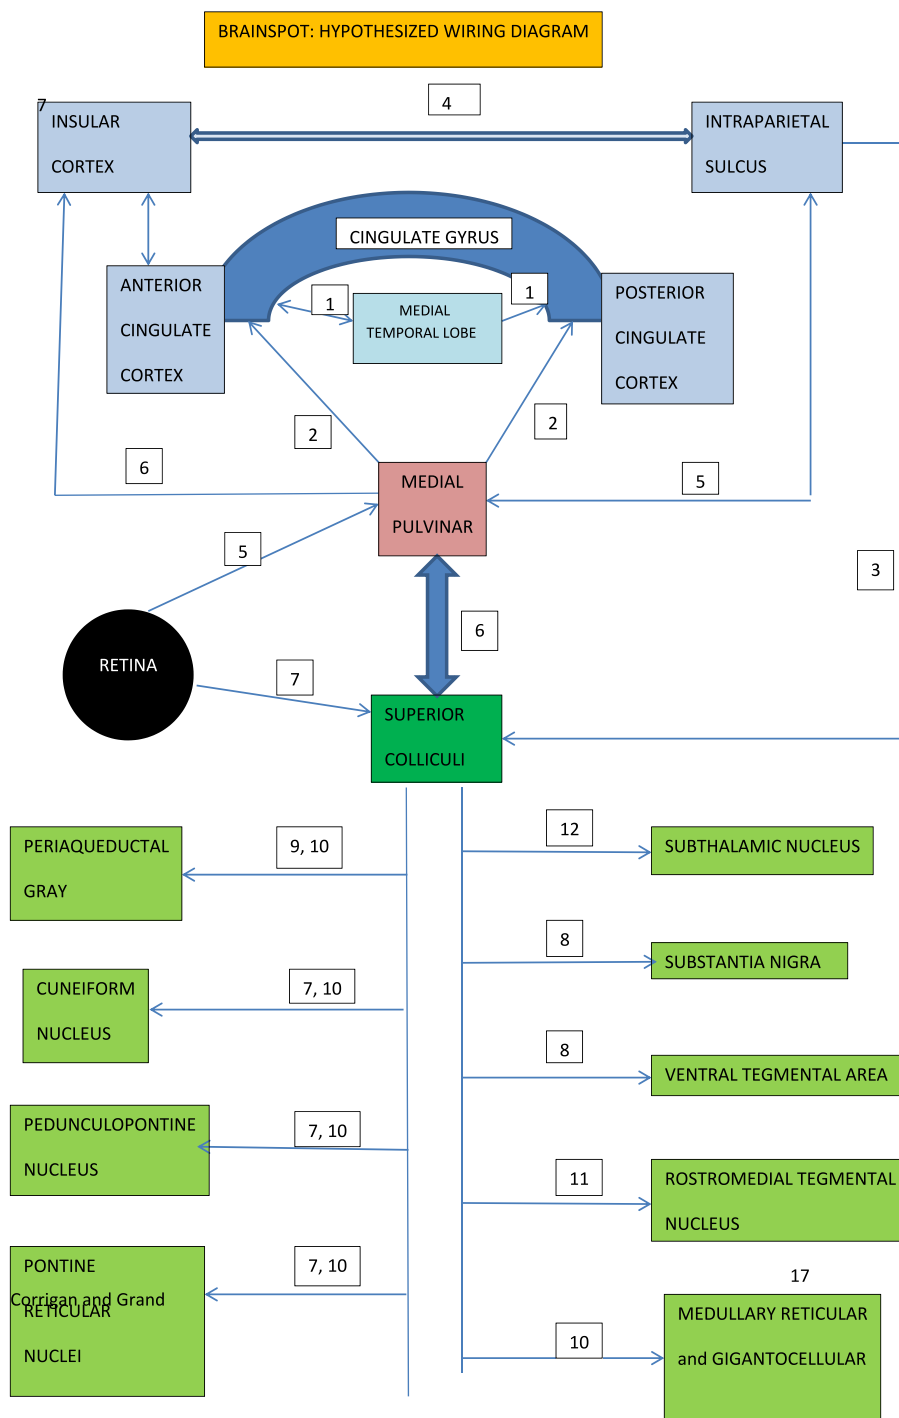 BRAINSPOT: HYPOTHESIZED WIRING DIAGRAM
7
INSULAR
CORTEX
4
INTRAPARIETAL
SULCUS
CINGULATE GYRUS
ANTERIOR
CINGULATE
CORTEX
1
MEDIAL
TEMPORAL LOBE
1
POSTERIOR
CINGULATE
CORTEX
2
2
6
MEDIAL
PULVINAR
5
5
3
RETINA
7
6
SUPERIOR
COLLICULI
PERIAQUEDUCTAL
GRAY
9, 10
12
SUBTHALAMIC NUCLEUS
8
SUBSTANTIA NIGRA
CUNEIFORM
NUCLEUS
7, 10
8
VENTRAL TEGMENTAL AREA
PEDUNCULOPONTINE
NUCLEUS
7, 10
11
ROSTROMEDIAL TEGMENTAL
NUCLEUS
PONTINE
RETICULAR
NUCLEI
7, 10
Corrigan and Grand
17
10
MEDULLARY RETICULAR
and GIGANTOCELLULAR